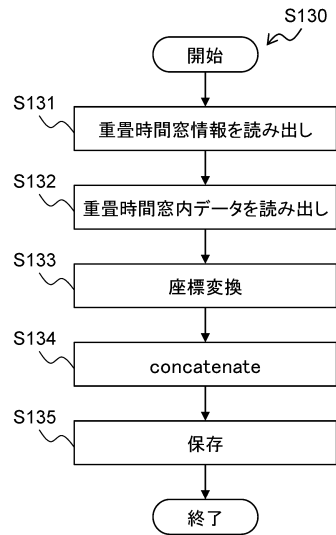 S130
開始
S131
重畳時間窓情報を読み出し
S132
重畳時間窓内データを読み出し
S133
座標変換
S134
concatenate
S135
保存
終了